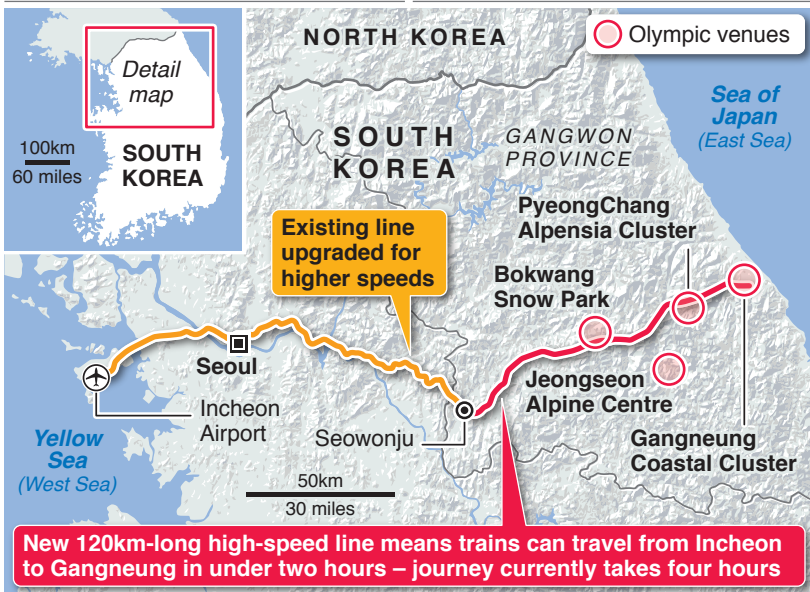 NORTH KOREA
Olympic venues
Detail
map
100km
60 miles
SOUTH
KOREA
SOUTH
KOREA
GANGWON
PROVINCE
Sea of
Japan
(East Sea)
PyeongChang
Alpensia Cluster
Existing line
upgraded for
higher speeds
Bokwang
Snow Park
Seoul
Incheon
Airport
Seowonju
Jeongseon
Alpine Centre
Gangneung
Coastal Cluster
Yellow
Sea
(West Sea)
50km
30 miles
New 120km-long high-speed line means trains can travel from Incheon
to Gangneung in under two hours – journey currently takes four hours